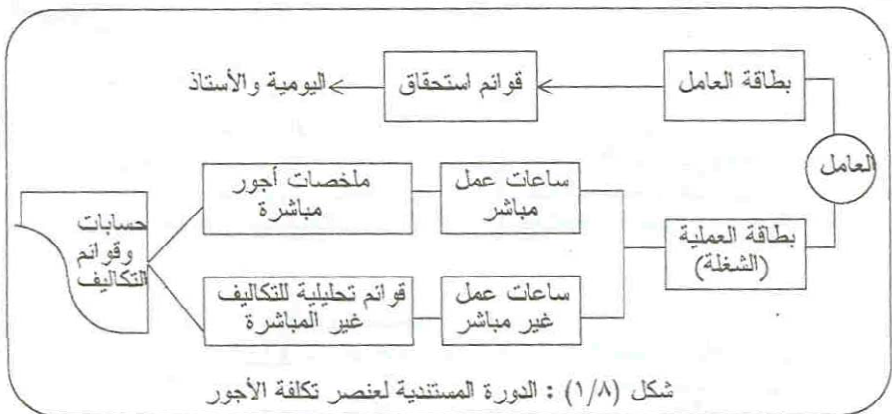 بطاقة العامل
قوائم استحقاق
اليومية والأستاذ
العامل
بطاقة العملية
(الشغلة)
ساعات عمل
مباشر
ملخصات أجور
مباشرة
ساعات عمل
غير مباشر
قوائم تحليلية للتكاليف
غير المباشرة
حسابات
وقوائم
التكاليف
شكل (١/٨) : الدورة المستندية لعنصر تكلفة الأجور